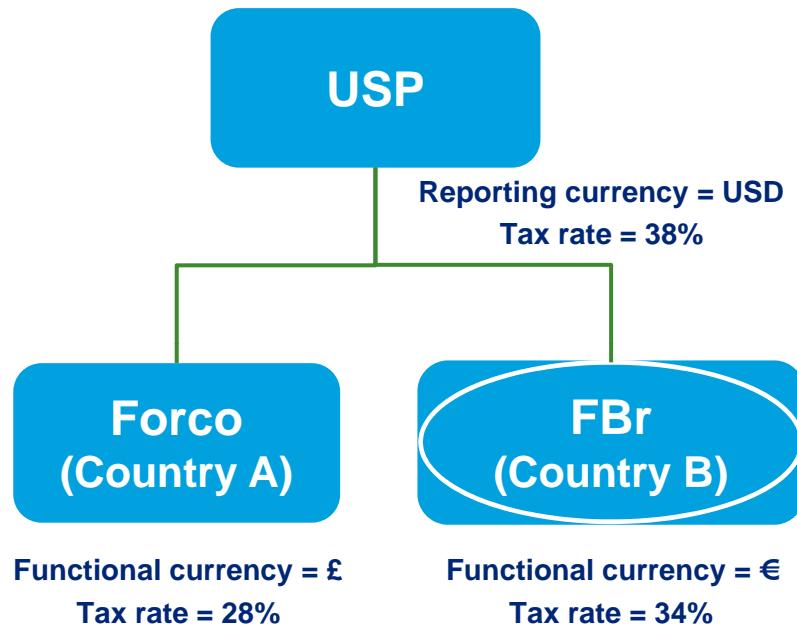 USP
Reporting currency = USD
Tax rate = 38%
Forco
(Country A)
FBr
(Country B)
Functional currency = £
Tax rate = 28%
Functional currency = €
Tax rate = 34%